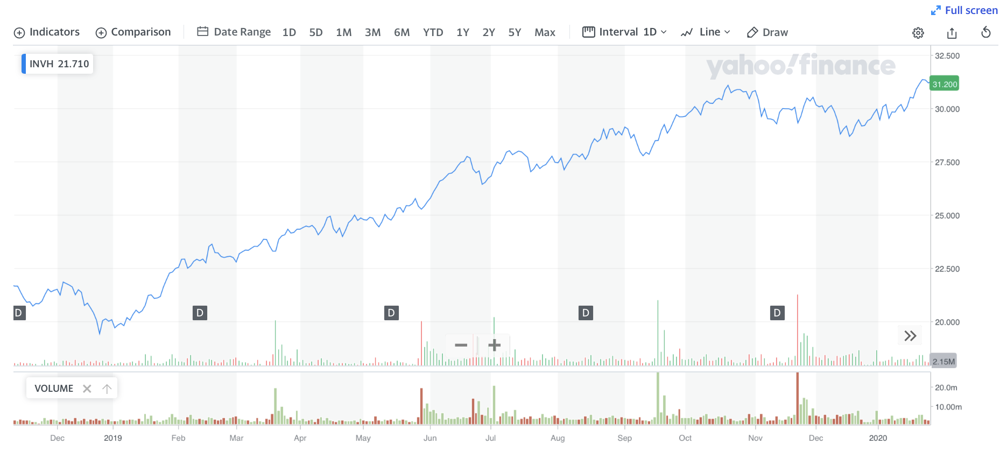 Full screen
Indicators Comparison Date Range 1D 5D 1M 3M 6M YTD 1Y 2Y 5Y Max Interval 1D Line Draw
INVH 21.710
yahoo!finance
32.500
31.200
30.000
27.500
25.000
22.500
D D D D D
20.000
2.15M
VOLUME
20.0m
10.00m
Dec 2019 Feb Mar Apr May Jun Jul Aug Sep Oct Nov Dec 2020